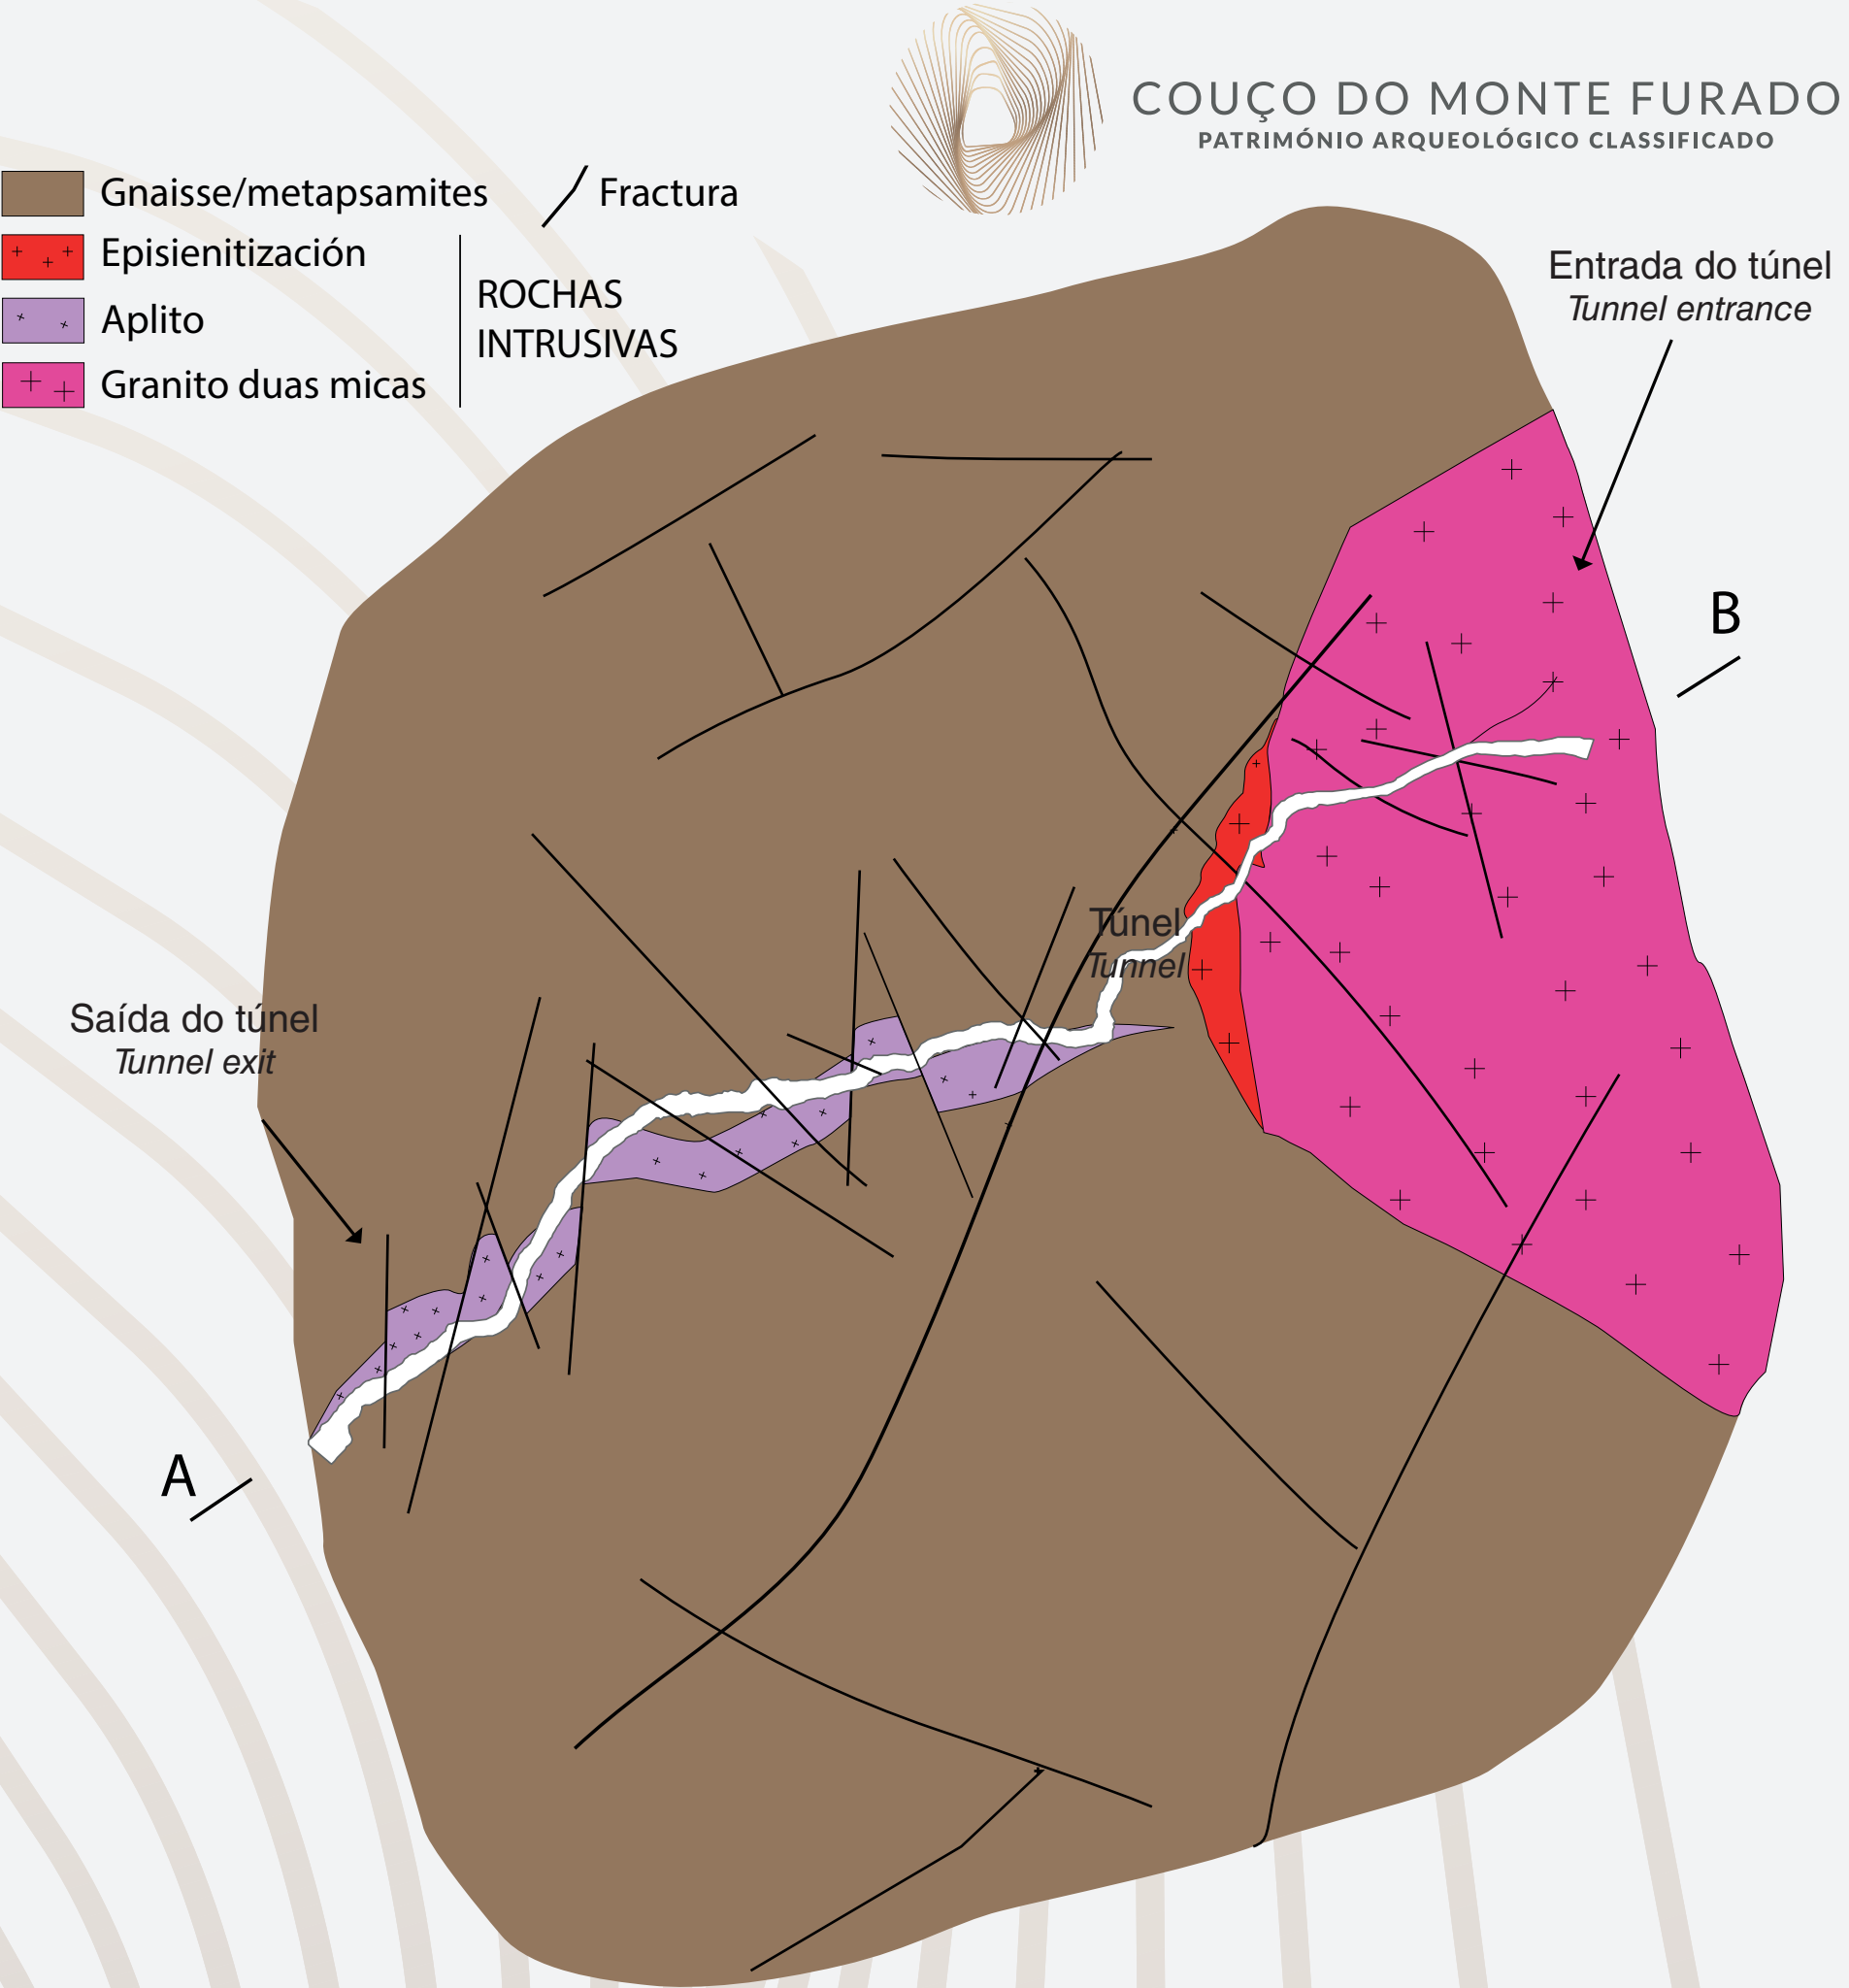 COUÇO DO MONTE FURADO
PATRIMÓNIO ARQUEOLÓGICO CLASSIFICADO
Gnaisse/metapsamites
Fractura
Episienitização
Aplito
Granito duas micas
ROCHAS
INTRUSIVAS
Entrada do túnel
Tunnel entrance
B
Túnel
Tunnel
Saída do túnel
Tunnel exit
A